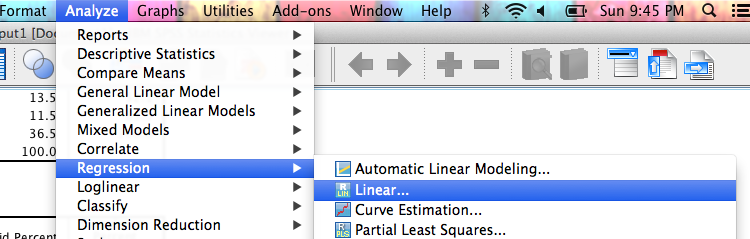 Format Analyze Graphs Utilities Add-ons Window Help Sun 9:45 PM
put1 [Doc
Reports
Descriptive Statistics
Compare Means
General Linear Model
13.5
Generalized Linear Models
11.5
Mixed Models
36.5
Correlate
100.0
Regression
Automatic Linear Modeling...
Loglinear
R LIN Linear...
Classify
Curve Estimation...
id Percent
Dimension Reduction
R PLS Partial Least Squares...